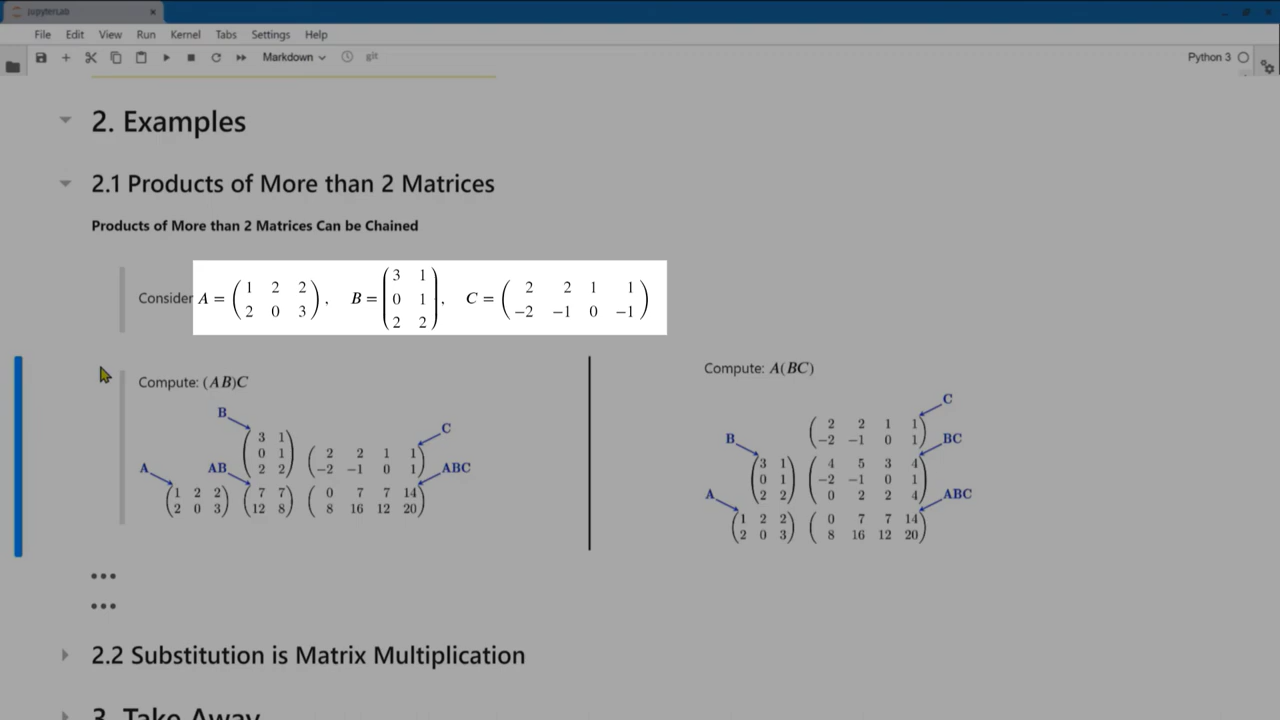 JupyterLab ×
File Edit View Run Kernel Tabs Settings Help
Markdown git Python 3
2. Examples
2.1 Products of More than 2 Matrices
Products of More than 2 Matrices Can be Chained
Consider A = ( 1 2 2 ; 2 0 3 ), B = ( 3 1 ; 0 1 ; 2 2 ), C = ( 2 2 1 1 ; −2 −1 0 −1 )
Compute: (AB)C
B
3 1
C
0 1 2 2 1 1
A AB 2 2 −2 −1 0 1 ABC
1 2 2 7 7 0 7 7 14
2 0 3 12 8 8 16 12 20
Compute: A(BC)
C
2 2 1 1
B −2 −1 0 1 BC
3 1 4 5 3 4
0 1 −2 −1 0 1
A 2 2 0 2 2 4 ABC
1 2 2 0 7 7 14
2 0 3 8 16 12 20
•••
•••
2.2 Substitution is Matrix Multiplication
3. Take Away